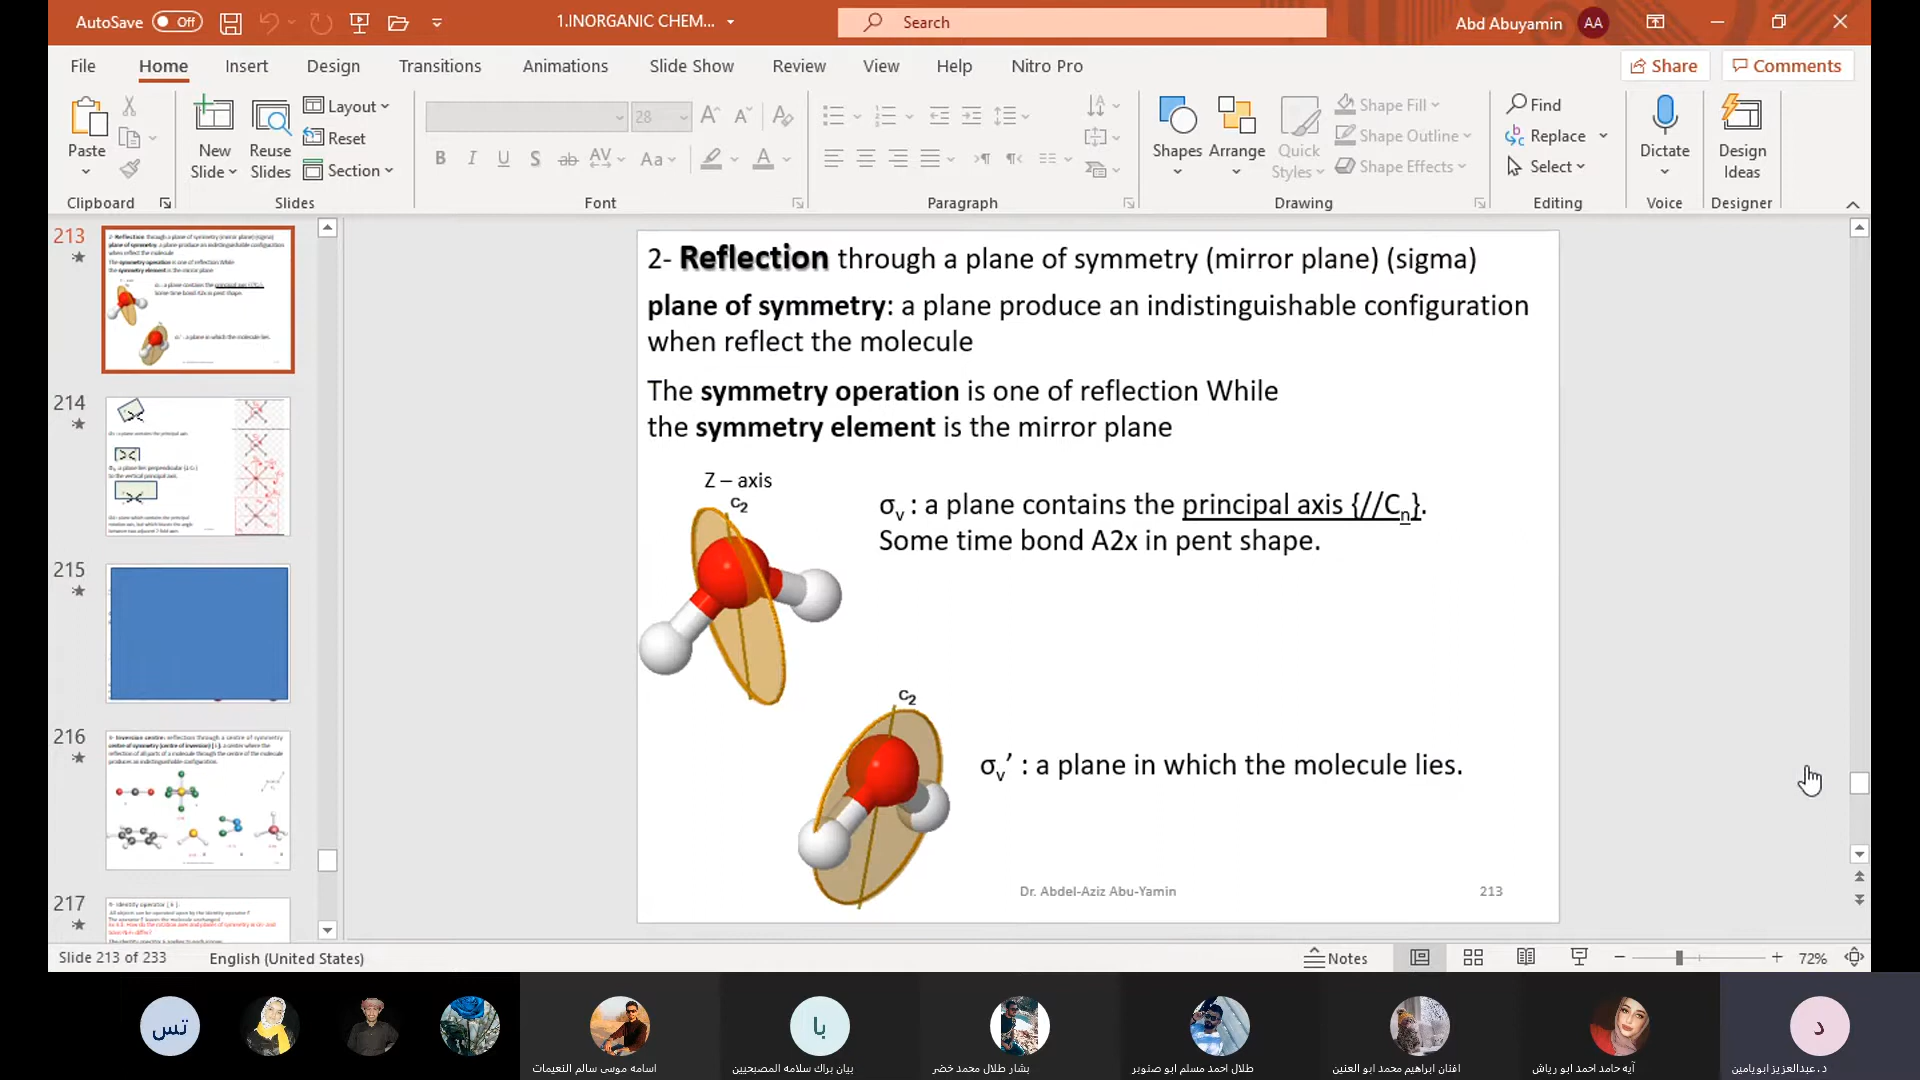 AutoSave Off
1.INORGANIC CHEM...
Search
Abd Abuyamin AA
File Home Insert Design Transitions Animations Slide Show Review View Help Nitro Pro
Share Comments
Paste
New Slide
Reuse Slides
Layout
Reset
Section
28
B I U S ab AV Aa A
Shapes
Arrange
Quick Styles
Shape Fill
Shape Outline
Shape Effects
Find
Replace
Select
Dictate
Design Ideas
Clipboard Slides Font Paragraph Drawing Editing Voice Designer
213
214
215
216
217
2- Reflection through a plane of symmetry (mirror plane) (sigma)
plane of symmetry: a plane produce an indistinguishable configuration
when reflect the molecule
The symmetry operation is one of reflection While
the symmetry element is the mirror plane
Z – axis
C2
σv : a plane contains the principal axis {//Cn}.
Some time bond A2x in pent shape.
C2
σv’ : a plane in which the molecule lies.
Dr. Abdel-Aziz Abu-Yamin
213
Slide 213 of 233
English (United States)
Notes
72%
تس
با
د
اسامه موسى سالم النعيمات
بيان براك سلامه المصبحيين
بشار طلال محمد خضر
طلال احمد مسلم ابو صنوبر
افنان ابراهيم محمد ابو العنين
آيه حامد احمد ابو رياش
د.عبدالعزيز ابويامين